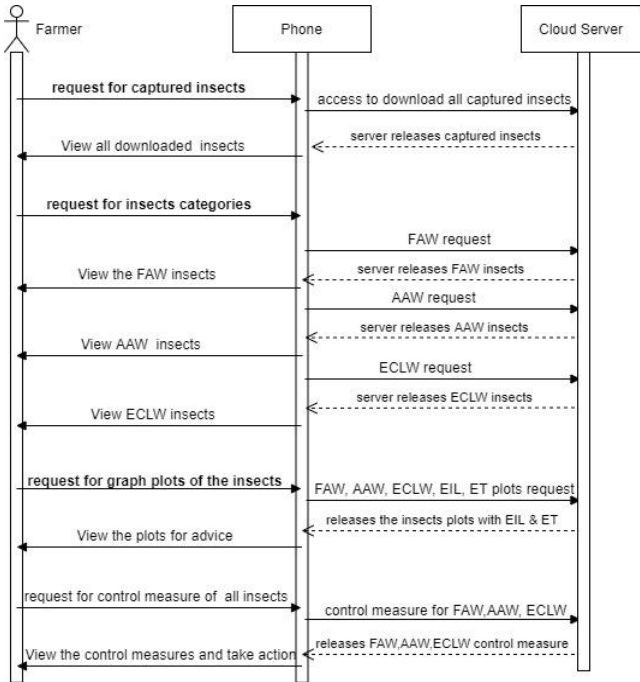 Farmer
Phone
Cloud Server
request for captured insects
access to download all captured insects
server releases captured insects
View all downloaded insects
request for insects categories
FAW request
server releases FAW insects
View the FAW insects
AAW request
server releases AAW insects
View AAW insects
ECLW request
server releases ECLW insects
View ECLW insects
request for graph plots of the insects
FAW, AAW, ECLW, EIL, ET plots request
releases the insects plots with EIL & ET
View the plots for advice
request for control measure of all insects
control measure for FAW,AAW, ECLW
releases FAW,AAW,ECLW control measure
View the control measures and take action